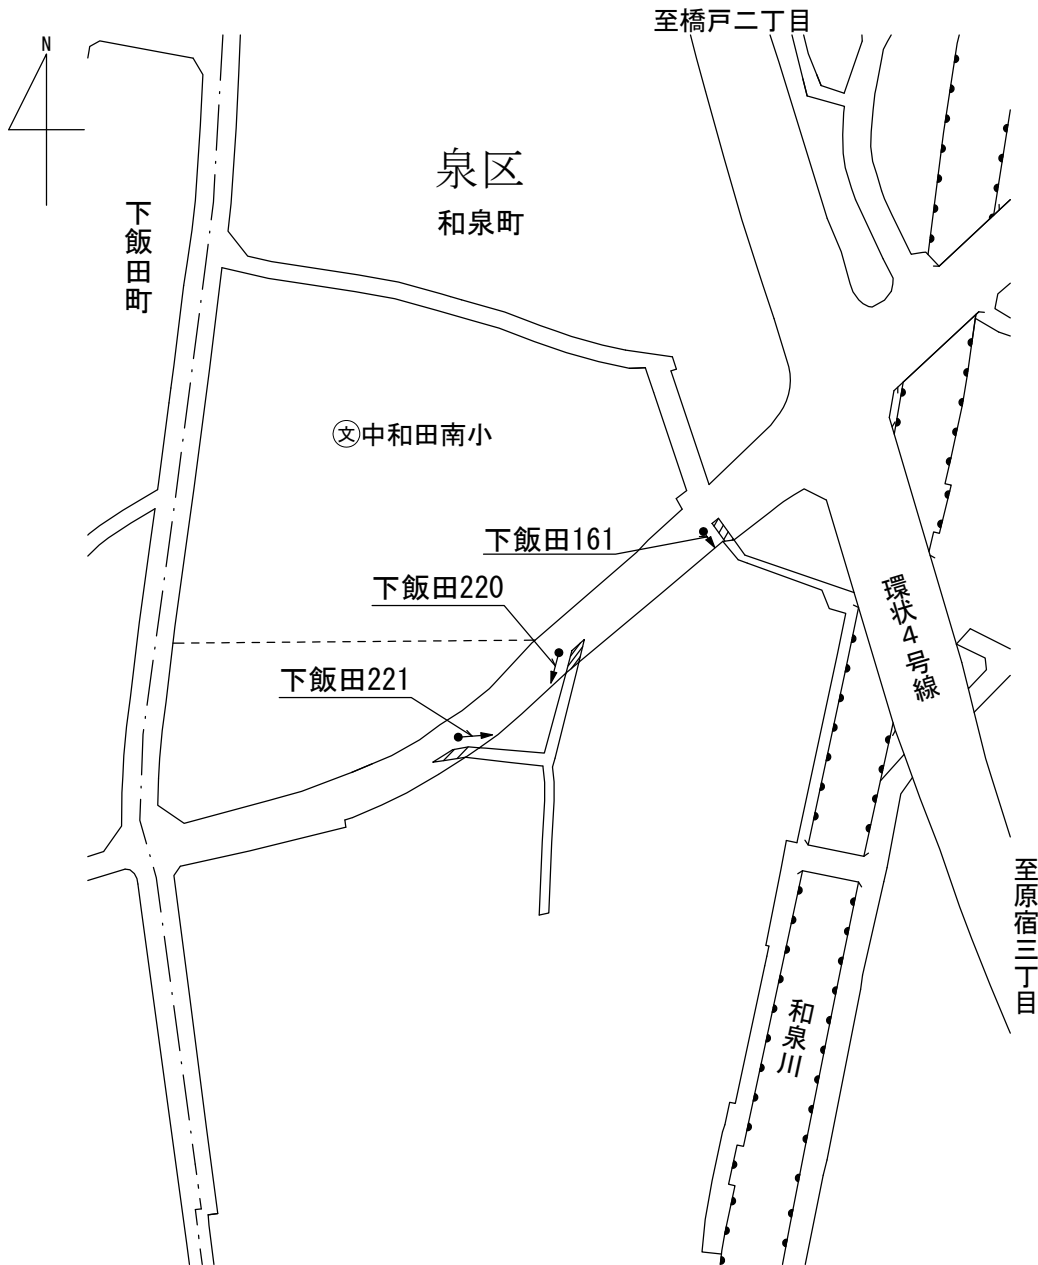 至橋戸二丁目
N
泉区
和泉町
下飯田町
文中和田南小
下飯田161
下飯田220
下飯田221
環状4号線
至原宿三丁目
和泉川